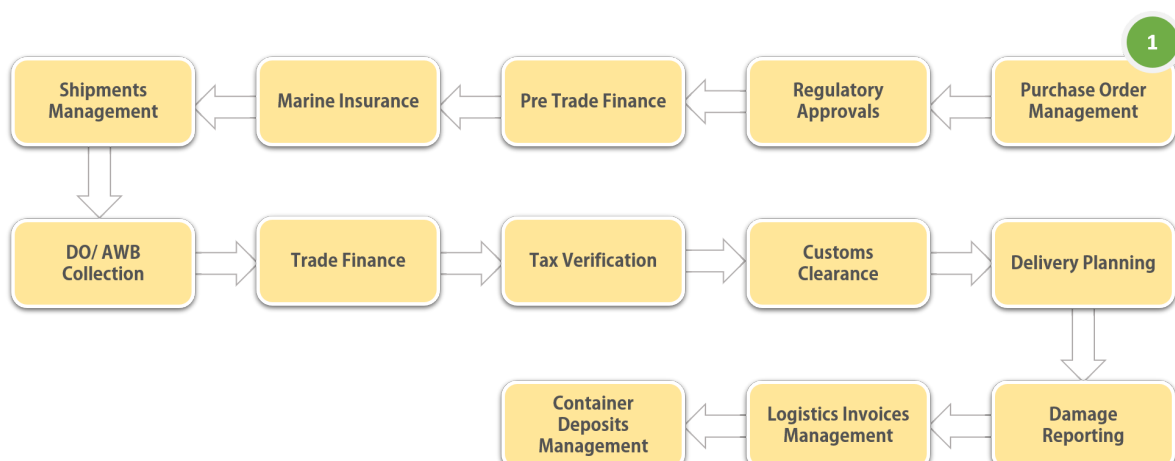 1
Purchase Order
Management
Regulatory
Approvals
Pre Trade Finance
Marine Insurance
Shipments
Management
DO/ AWB
Collection
Trade Finance
Tax Verification
Customs
Clearance
Delivery Planning
Damage
Reporting
Logistics Invoices
Management
Container
Deposits
Management